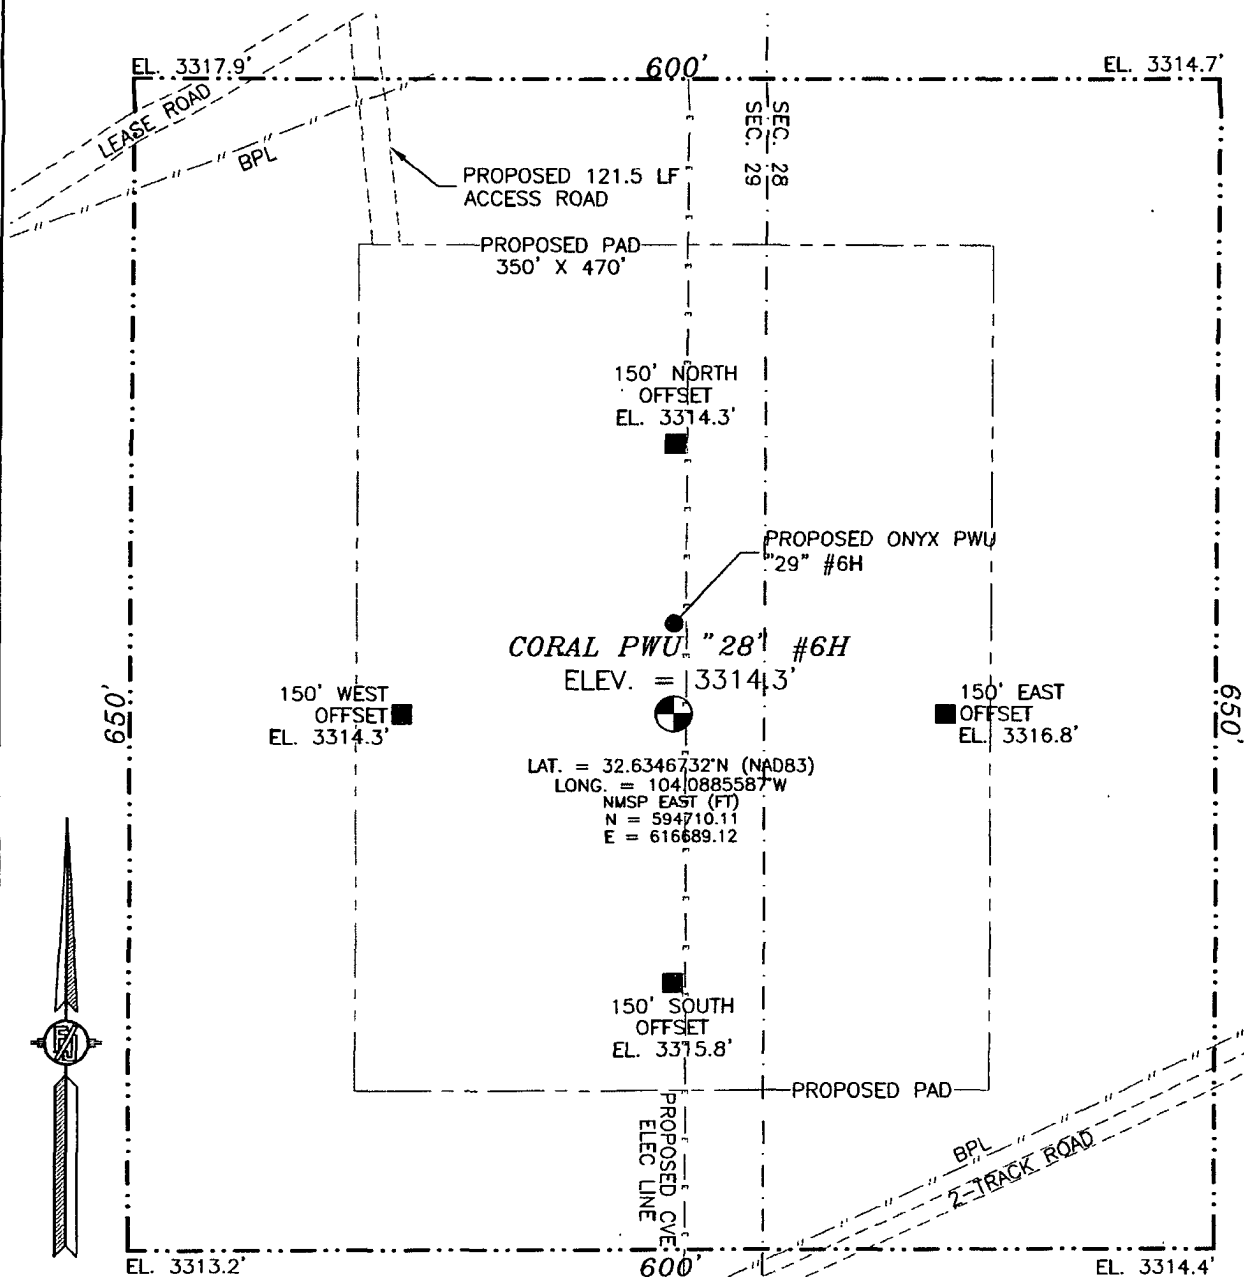 EL. 3317.9'
600'
EL. 3314.7'
LEASE ROAD
BPL
SEC. 28
SEC. 29
PROPOSED 121.5 LF
ACCESS ROAD
PROPOSED PAD
350' X 470'
150' NORTH
OFFSET
EL. 3314.3'
PROPOSED ONYX PWU
"29" #6H
CORAL PWU "28" #6H
ELEV. = 3314.3'
650'
150' WEST
OFFSET
EL. 3314.3'
150' EAST
OFFSET
EL. 3316.8'
650'
LAT. = 32.6346732°N (NAD83)
LONG. = 104.0885587°W
NMSP EAST (FT)
N = 594710.11
E = 616689.12
150' SOUTH
OFFSET
EL. 3315.8'
PROPOSED PAD
PROPOSED CVE
ELEC LINE
BPL
2-TRACK ROAD
EL. 3313.2'
600'
EL. 3314.4'